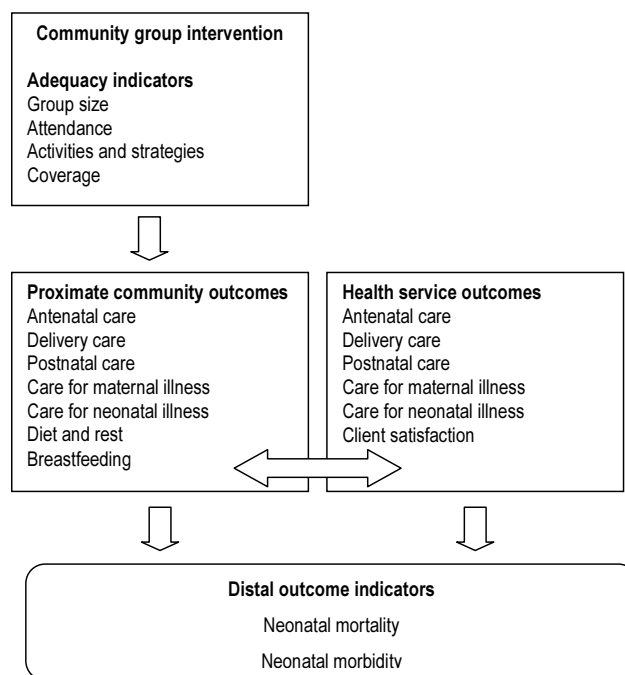 Community group intervention
Adequacy indicators
Group size
Attendance
Activities and strategies
Coverage
Proximate community outcomes
Antenatal care
Delivery care
Postnatal care
Care for maternal illness
Care for neonatal illness
Diet and rest
Breastfeeding
Health service outcomes
Antenatal care
Delivery care
Postnatal care
Care for maternal illness
Care for neonatal illness
Client satisfaction
Distal outcome indicators
Neonatal mortality
Neonatal morbidity